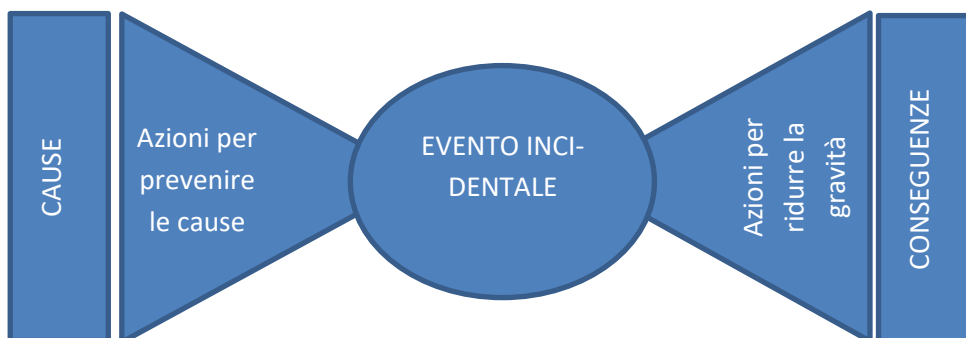 CAUSE
Azioni per
prevenire
le cause
EVENTO INCI-
DENTALE
Azioni per
ridurre la
gravità
CONSEGUENZE